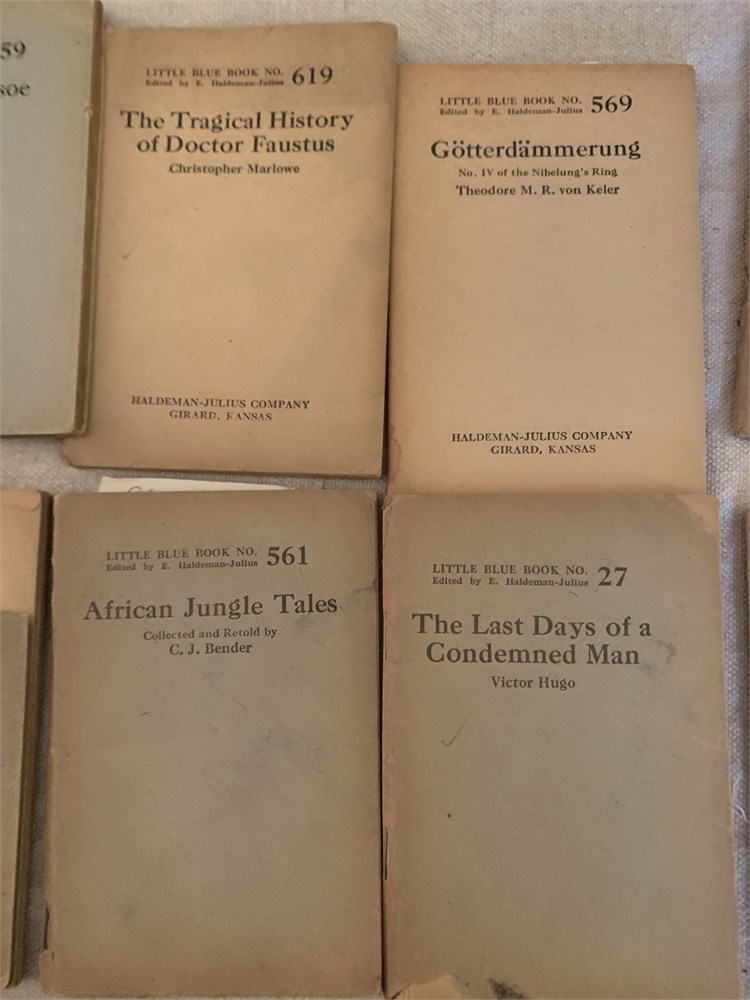 59
soe
LITTLE BLUE BOOK NO. 619
Edited by E. Haldeman-Julius
The Tragical History
of Doctor Faustus
Christopher Marlowe
HALDEMAN-JULIUS COMPANY
GIRARD, KANSAS
LITTLE BLUE BOOK NO. 569
Edited by E. Haldeman-Julius
Götterdämmerung
No. IV of the Nibelung's Ring
Theodore M. R. von Keler
HALDEMAN-JULIUS COMPANY
GIRARD, KANSAS
LITTLE BLUE BOOK NO. 561
Edited by E. Haldeman-Julius
African Jungle Tales
Collected and Retold by
C. J. Bender
LITTLE BLUE BOOK NO. 27
Edited by E. Haldeman-Julius
The Last Days of a
Condemned Man
Victor Hugo